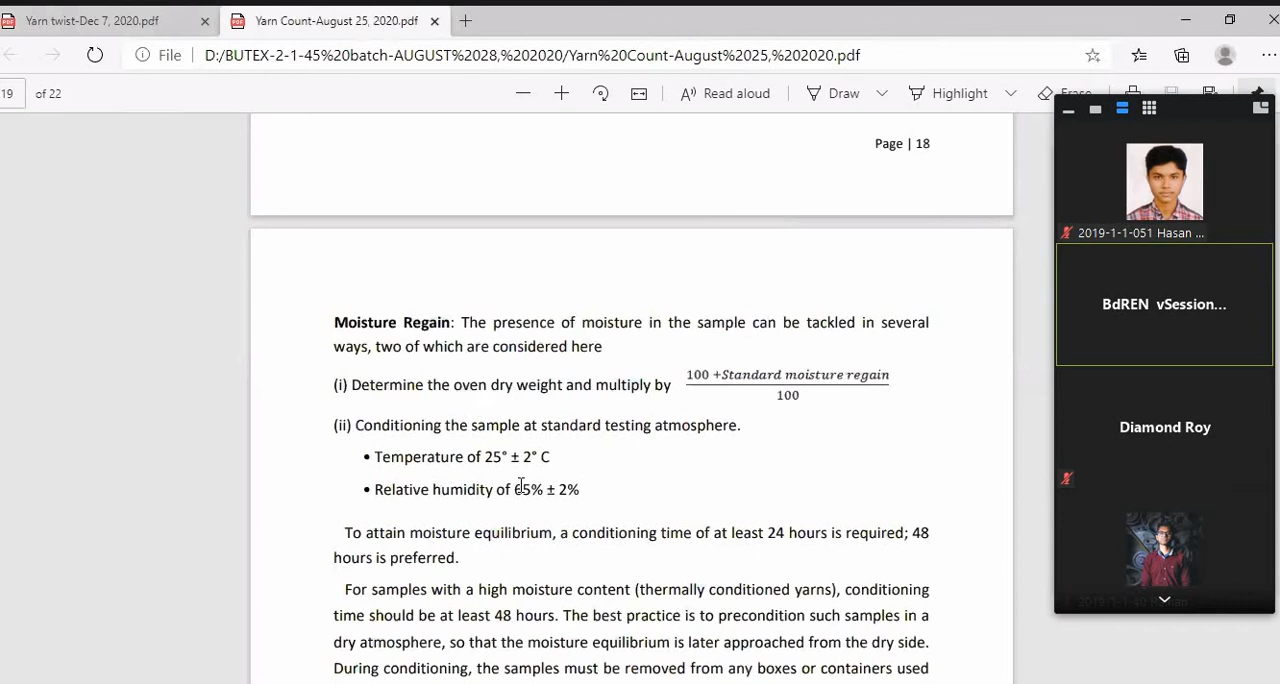 Yarn twist-Dec 7, 2020.pdf
Yarn Count-August 25, 2020.pdf
File
D:/BUTEX-2-1-45%20batch-AUGUST%2028,%202020/Yarn%20Count-August%2025,%202020.pdf
19 of 22
Read aloud
Draw
Highlight
Erase
Page | 18
Moisture Regain: The presence of moisture in the sample can be tackled in several
ways, two of which are considered here
(i) Determine the oven dry weight and multiply by 100 +Standard moisture regain
100
(ii) Conditioning the sample at standard testing atmosphere.
• Temperature of 25° ± 2° C
• Relative humidity of 65% ± 2%
To attain moisture equilibrium, a conditioning time of at least 24 hours is required; 48
hours is preferred.
For samples with a high moisture content (thermally conditioned yarns), conditioning
time should be at least 48 hours. The best practice is to precondition such samples in a
dry atmosphere, so that the moisture equilibrium is later approached from the dry side.
During conditioning, the samples must be removed from any boxes or containers used
2019-1-1-051 Hasan ...
BdREN vSession...
Diamond Roy